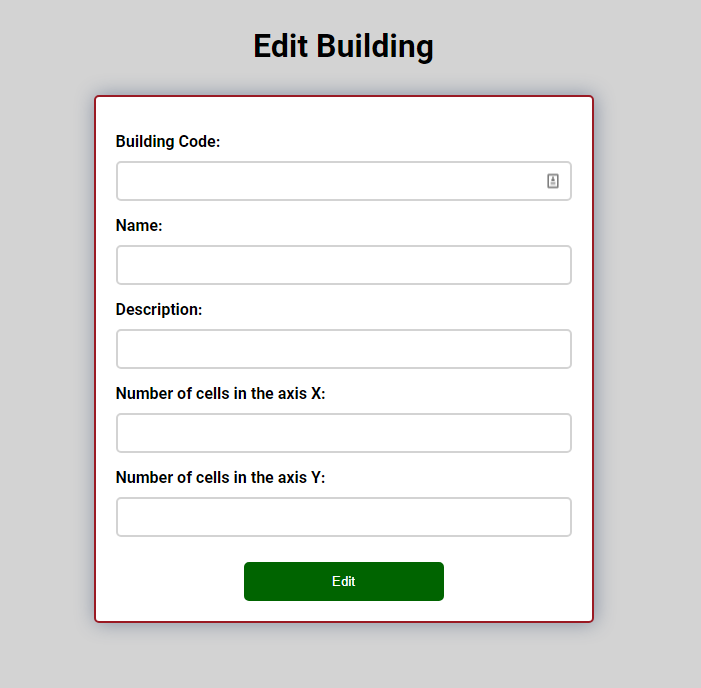 Edit Building
Building Code:
Name:
Description:
Number of cells in the axis X:
Number of cells in the axis Y:
Edit